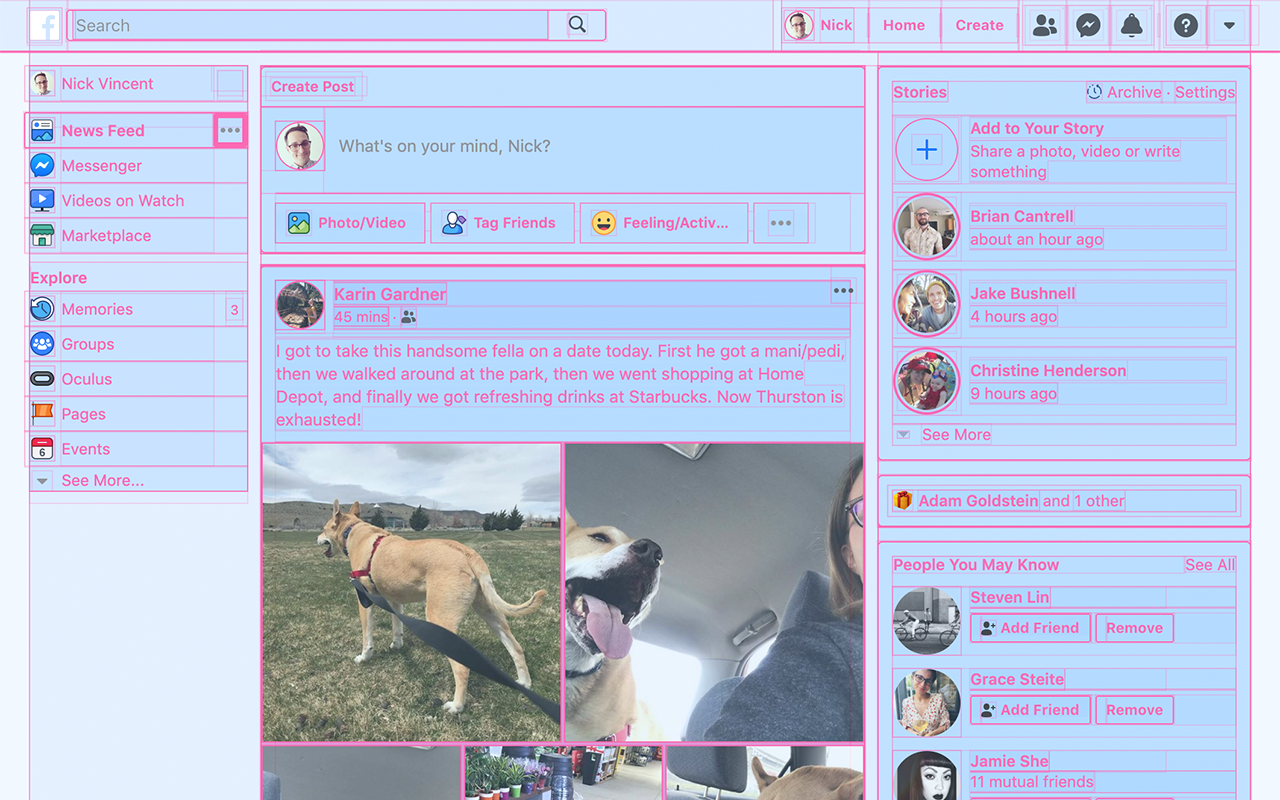 f
Search
Nick
Home
Create
Nick Vincent
News Feed
Messenger
Videos on Watch
Marketplace
Explore
Memories 3
Groups
Oculus
Pages
6 Events
See More...
Create Post
What's on your mind, Nick?
Photo/Video
Tag Friends
Feeling/Activ...
Karin Gardner
45 mins ·
I got to take this handsome fella on a date today. First he got a mani/pedi,
then we walked around at the park, then we went shopping at Home
Depot, and finally we got refreshing drinks at Starbucks. Now Thurston is
exhausted!
Stories
Archive · Settings
Add to Your Story
Share a photo, video or write
something
Brian Cantrell
about an hour ago
Jake Bushnell
4 hours ago
Christine Henderson
9 hours ago
See More
Adam Goldstein and 1 other
People You May Know
See All
Steven Lin
Add Friend
Remove
Grace Steite
Add Friend
Remove
Jamie She
11 mutual friends